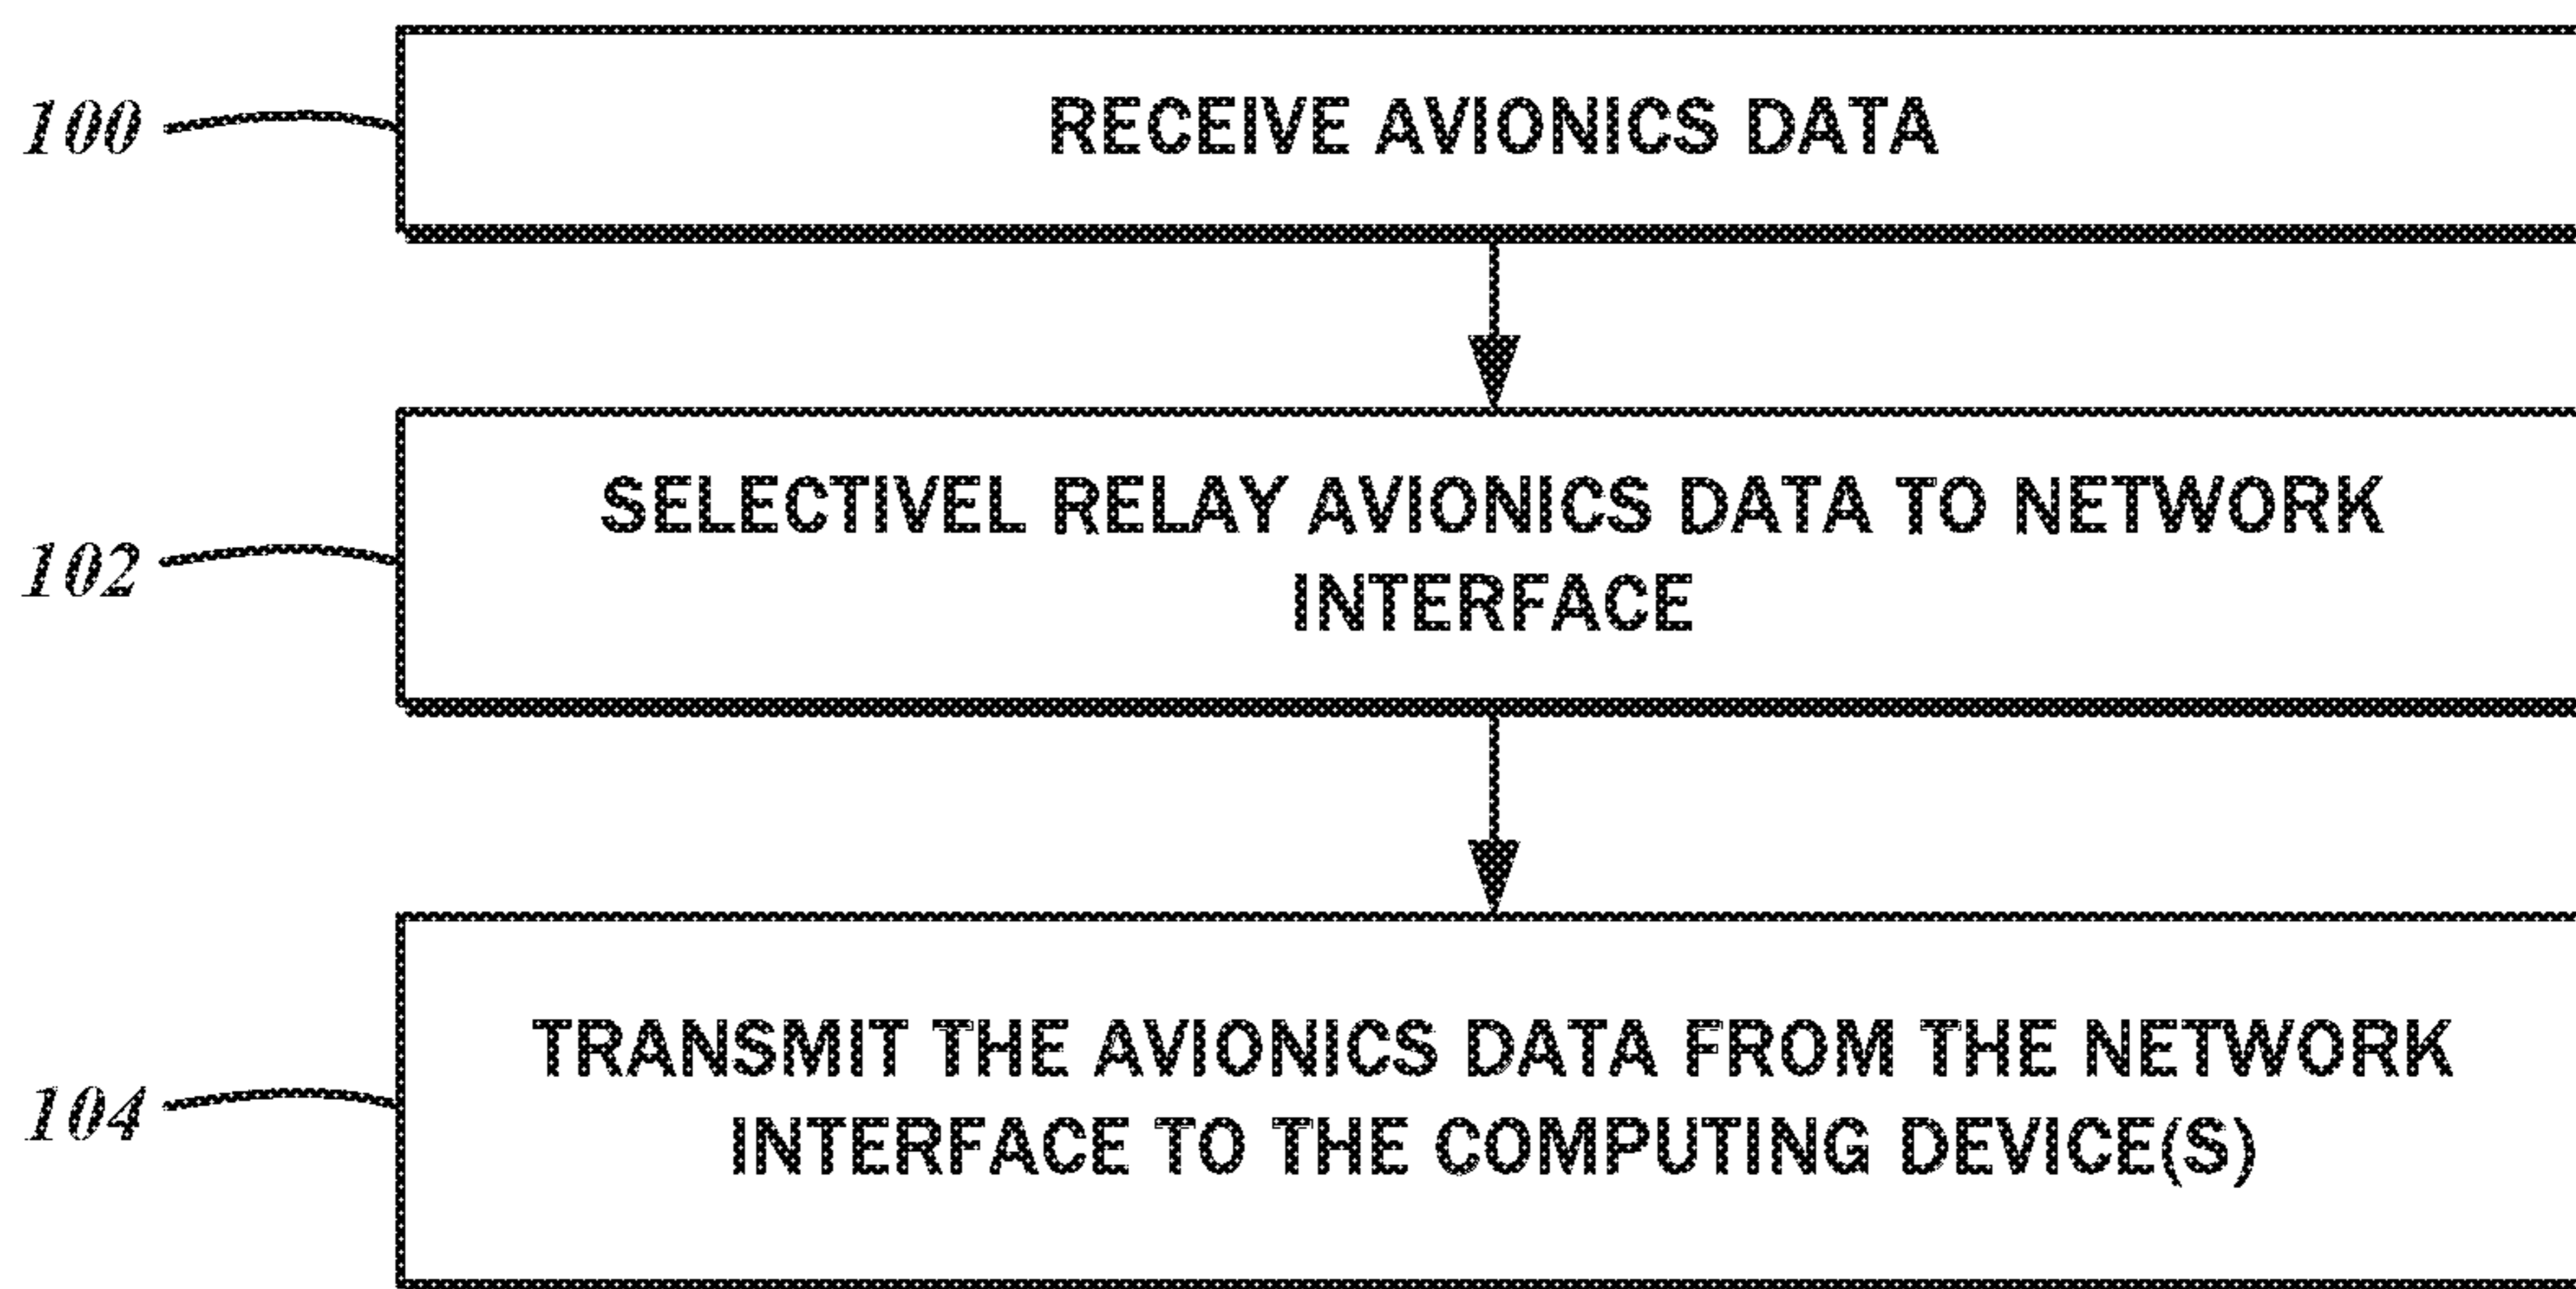 100
RECEIVE AVIONICS DATA
102
SELECTIVEL RELAY AVIONICS DATA TO NETWORK
INTERFACE
104
TRANSMIT THE AVIONICS DATA FROM THE NETWORK
INTERFACE TO THE COMPUTING DEVICE(S)